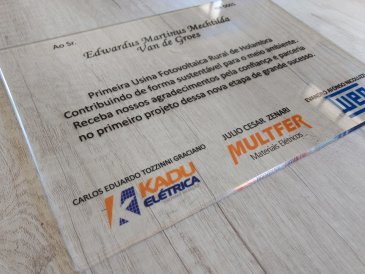 Ao Sr.
Edwardus Martinus Mechtilda
Van de Groes
Primeira Usina Fotovoltaica Rural de Holambra
Contribuindo de forma sustentável para o meio ambiente.
Receba nossos agradecimentos pela confiança e parceria
no primeiro projeto dessa nova etapa de grande sucesso.
CARLOS EDUARDO TOZZINNI GRACIANO
KADU
ELÉTRICA
JULIO CESAR ZENARI
MULTFER
Materiais Elétricos
WEG